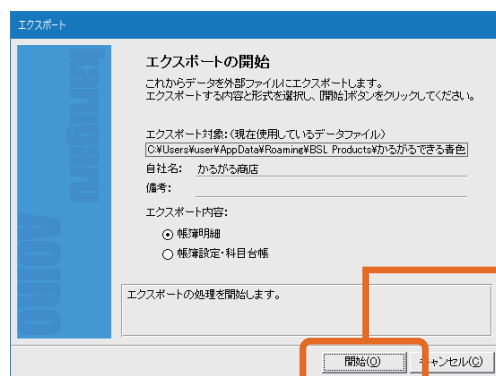 エクスポート
karugaru
AOIRO
エクスポートの開始
これからデータを外部ファイルにエクスポートします。
エクスポートする内容と形式を選択し、[開始]ボタンをクリックしてください。
エクスポート対象:(現在使用しているデータファイル)
C:¥Users¥user¥AppData¥Roaming¥BSL Products¥かるがるできる青色
自社名: かるがる商店
備考:
エクスポート内容:
帳簿明細
帳簿設定・科目台帳
エクスポートの処理を開始します。
開始(O) キャンセル(C)